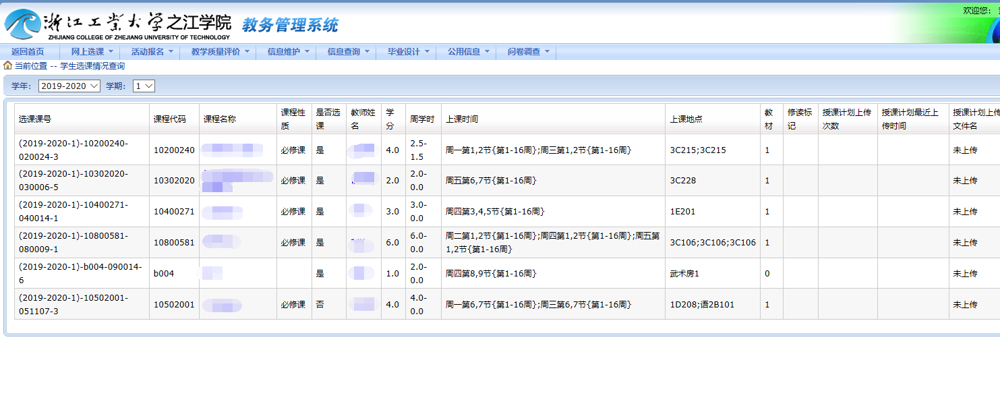 浙江工业大学之江学院 教务管理系统
ZHIJIANG COLLEGE OF ZHEJIANG UNIVERSITY OF TECHNOLOGY
欢迎您：
返回首页 网上选课 活动报名 教学质量评价 信息维护 信息查询 毕业设计 公用信息 问卷调查
当前位置 -- 学生选课情况查询
学年： 2019-2020 学期： 1
选课课号 课程代码 课程名称 课程性质 是否选课 教师姓名 学分 周学时 上课时间 上课地点 教材 修读标记 授课计划上传次数 授课计划最近上传时间 授课计划上传文件名
(2019-2020-1)-10200240-020024-3 10200240 必修课 是 4.0 2.5-1.5 周一第1,2节{第1-16周};周三第1,2节{第1-16周} 3C215;3C215 1 未上传
(2019-2020-1)-10302020-030006-5 10302020 必修课 是 2.0 2.0-0.0 周五第6,7节{第1-16周} 3C228 1 未上传
(2019-2020-1)-10400271-040014-1 10400271 必修课 是 3.0 3.0-0.0 周四第3,4,5节{第1-16周} 1E201 1 未上传
(2019-2020-1)-10800581-080009-1 10800581 必修课 是 6.0 6.0-0.0 周二第1,2节{第1-16周};周四第1,2节{第1-16周};周五第1,2节{第1-16周} 3C106;3C106;3C106 1 未上传
(2019-2020-1)-b004-090014-6 b004 是 1.0 2.0-0.0 周四第8,9节{第1-16周} 武术房1 0 未上传
(2019-2020-1)-10502001-051107-3 10502001 必修课 否 4.0 4.0-0.0 周一第6,7节{第1-16周};周三第6,7节{第1-16周} 1D208;语2B101 1 未上传